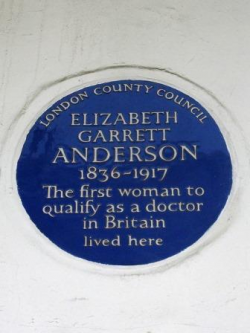 LONDON COUNTY COUNCIL
ELIZABETH
GARRETT
ANDERSON
1836-1917
The first woman to
qualify as a doctor
in Britain
lived here